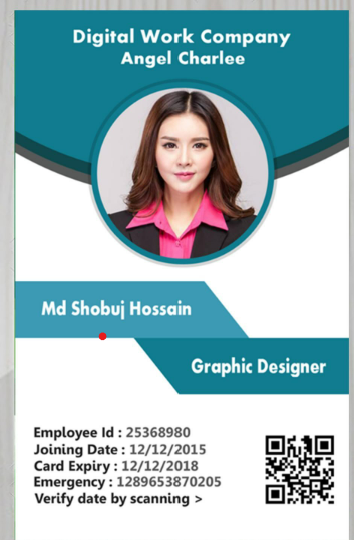 Digital Work Company
Angel Charlee
Md Shobuj Hossain
Graphic Designer
Employee Id : 25368980
Joining Date : 12/12/2015
Card Expiry : 12/12/2018
Emergency : 1289653870205
Verify date by scanning >